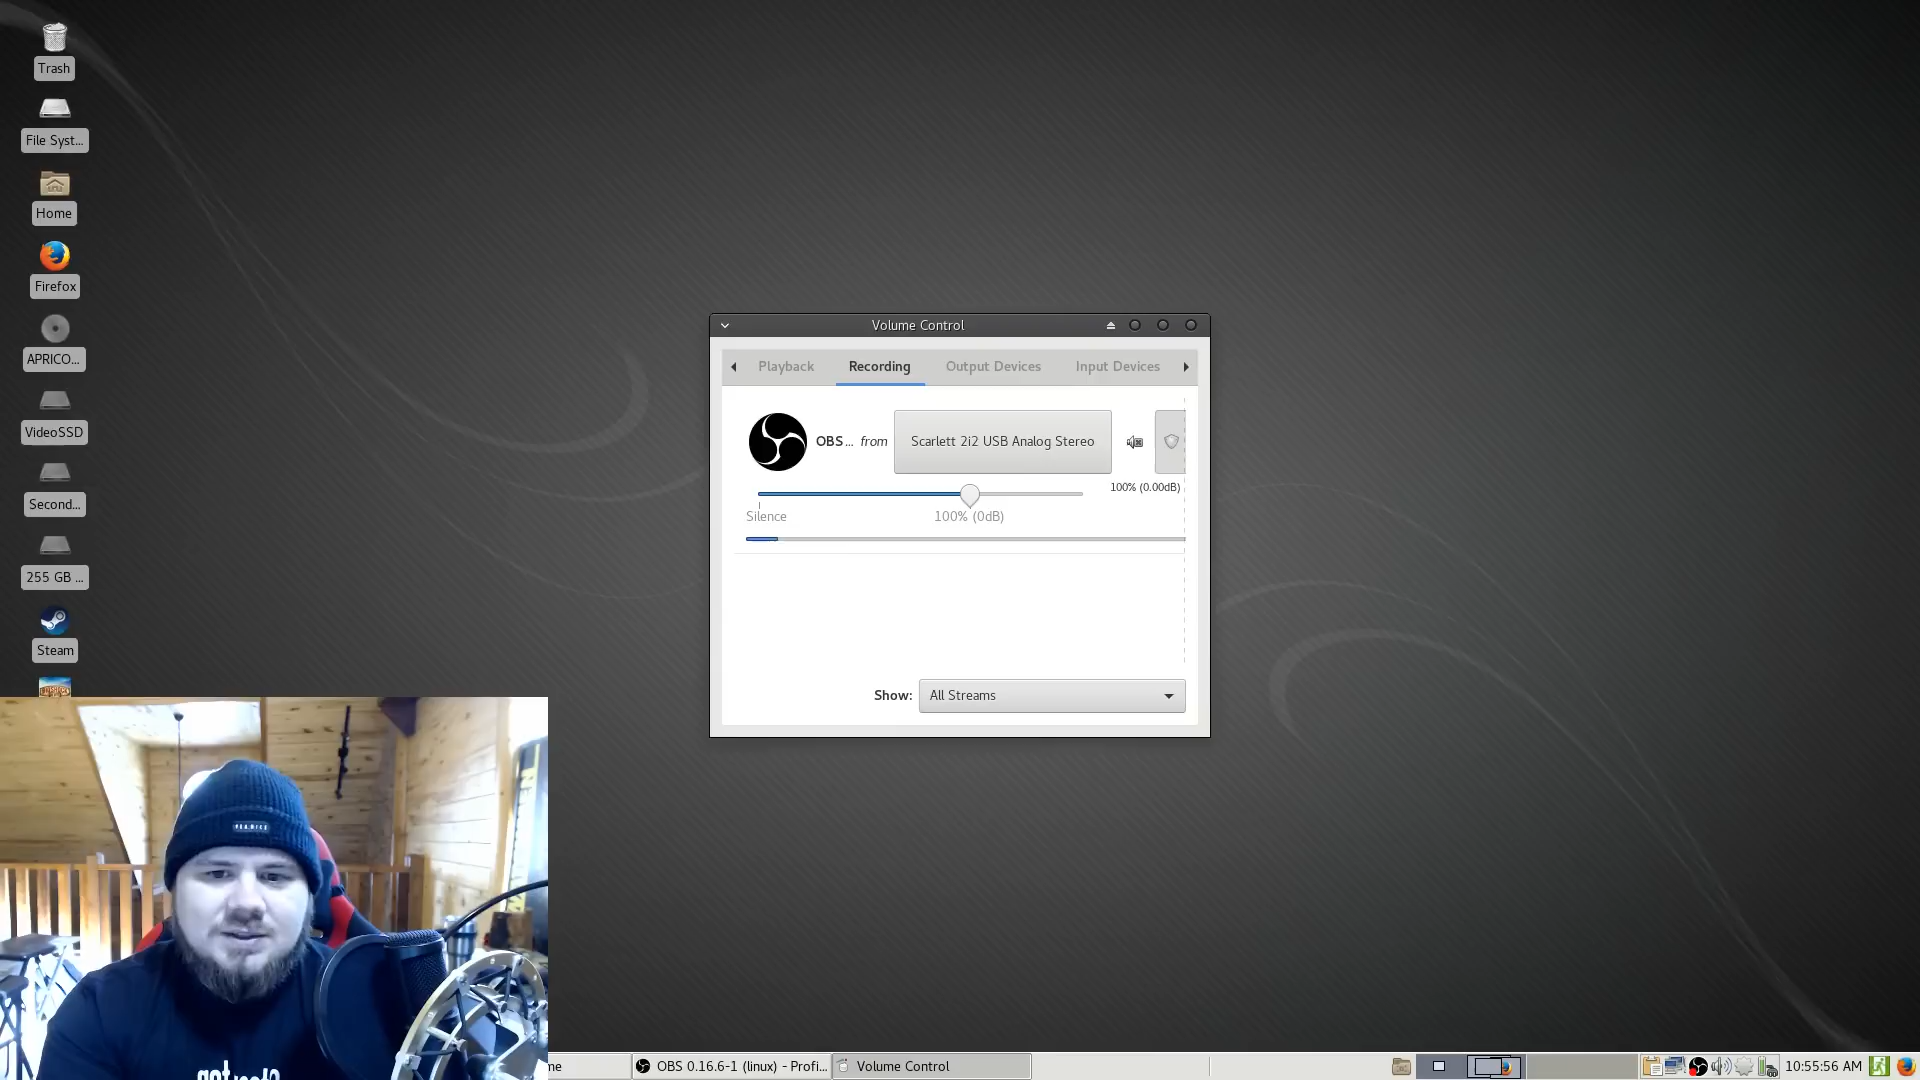 Trash
File Syst...
Home
Firefox
APRICO...
VideoSSD
Second...
255 GB ...
Steam
Volume Control
Playback Recording Output Devices Input Devices
OBS... from Scarlett 2i2 USB Analog Stereo
100% (0.00dB)
Silence 100% (0dB)
Show: All Streams
got root?
me OBS 0.16.6-1 (linux) - Profi... Volume Control 10:55:56 AM